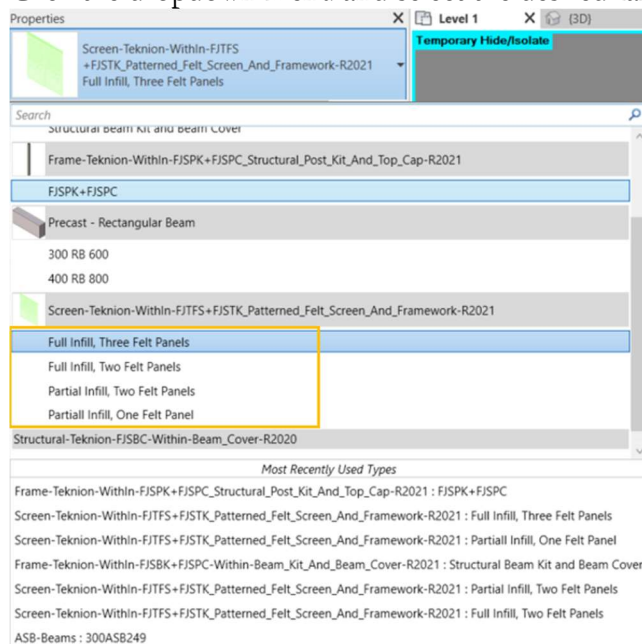 Properties
Level 1
{3D}
Screen-Teknion-WithIn-FJTFS
+FJSTK_Patterned_Felt_Screen_And_Framework-R2021
Full Infill, Three Felt Panels
Temporary Hide/Isolate
Search
Structural Beam Kit and Beam Cover
Frame-Teknion-WithIn-FJSPK+FJSPC_Structural_Post_Kit_And_Top_Cap-R2021
FJSPK+FJSPC
Precast - Rectangular Beam
300 RB 600
400 RB 800
Screen-Teknion-WithIn-FJTFS+FJSTK_Patterned_Felt_Screen_And_Framework-R2021
Full Infill, Three Felt Panels
Full Infill, Two Felt Panels
Partial Infill, Two Felt Panels
Partiall Infill, One Felt Panel
Structural-Teknion-FJSBC-Within-Beam_Cover-R2020
Most Recently Used Types
Frame-Teknion-WithIn-FJSPK+FJSPC_Structural_Post_Kit_And_Top_Cap-R2021 : FJSPK+FJSPC
Screen-Teknion-WithIn-FJTFS+FJSTK_Patterned_Felt_Screen_And_Framework-R2021 : Full Infill, Three Felt Panels
Screen-Teknion-WithIn-FJTFS+FJSTK_Patterned_Felt_Screen_And_Framework-R2021 : Partiall Infill, One Felt Panel
Frame-Teknion-WithIn-FJSBK+FJSPC-Within-Beam_Kit_And_Beam_Cover-R2021 : Structural Beam Kit and Beam Cover
Screen-Teknion-WithIn-FJTFS+FJSTK_Patterned_Felt_Screen_And_Framework-R2021 : Partial Infill, Two Felt Panels
Screen-Teknion-WithIn-FJTFS+FJSTK_Patterned_Felt_Screen_And_Framework-R2021 : Full Infill, Two Felt Panels
ASB-Beams : 300ASB249